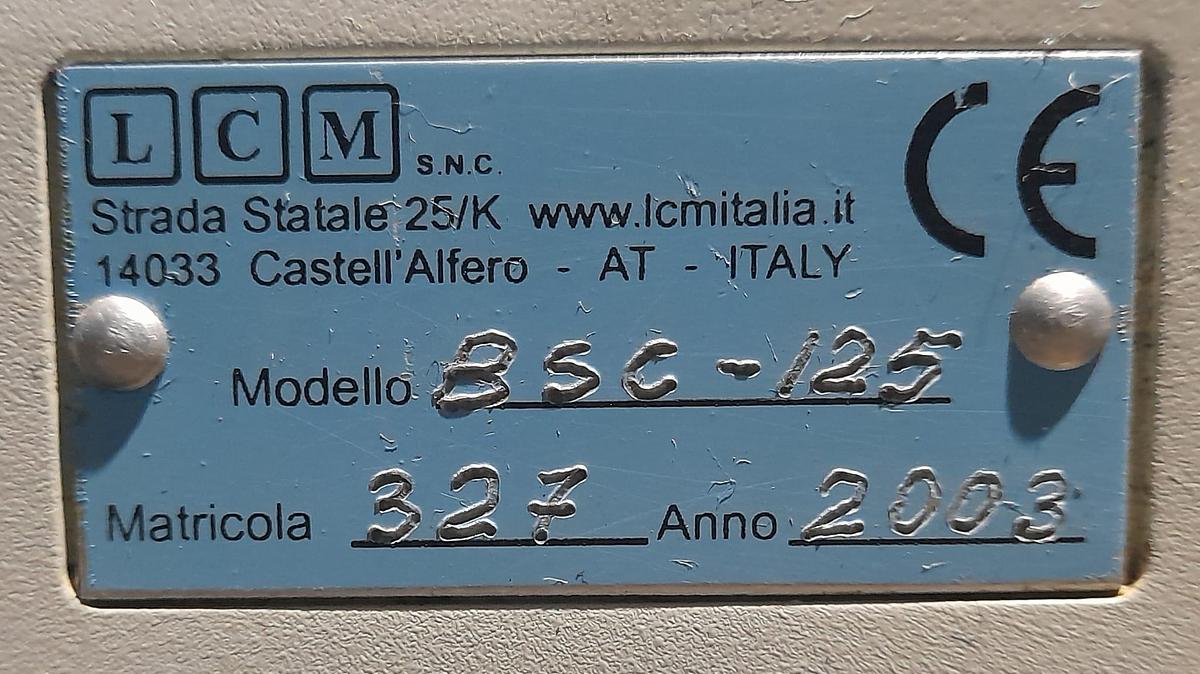 LCM S.N.C.
Strada Statale 25/K www.lcmitalia.it
14033 Castell'Alfero - AT - ITALY
CE
Modello BSC-125
Matricola 327 Anno 2003